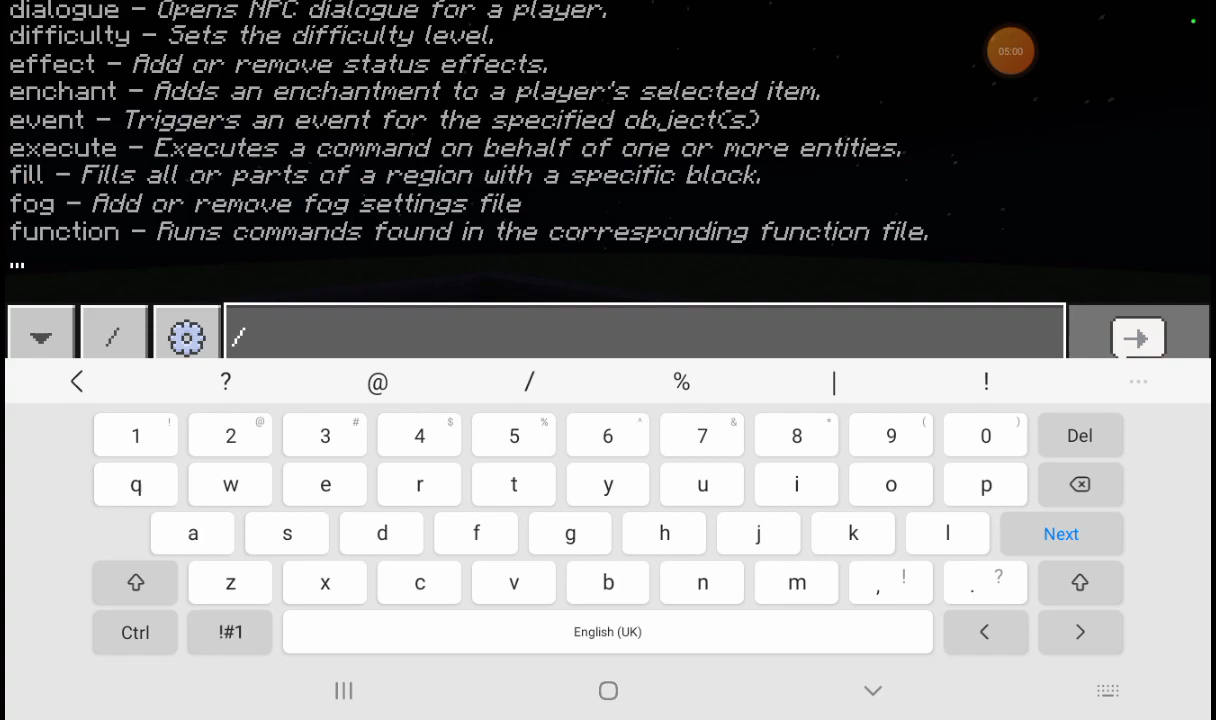 dialogue – Opens NPC dialogue for a player.
difficulty – Sets the difficulty level.
effect – Add or remove status effects.
enchant – Adds an enchantment to a player's selected item.
event – Triggers an event for the specified object(s)
execute – Executes a command on behalf of one or more entities.
fill – Fills all or parts of a region with a specific block.
fog – Add or remove fog settings file
function – Runs commands found in the corresponding function file.
...
05:00
/ /
? @ / % | ! ...
1 ! 2 @ 3 # 4 $ 5 % 6 ^ 7 & 8 * 9 ( 0 ) Del
q w e r t y u i o p
a s d f g h j k l Next
z x c v b n m , ! . ?
Ctrl !#1 English (UK) < >